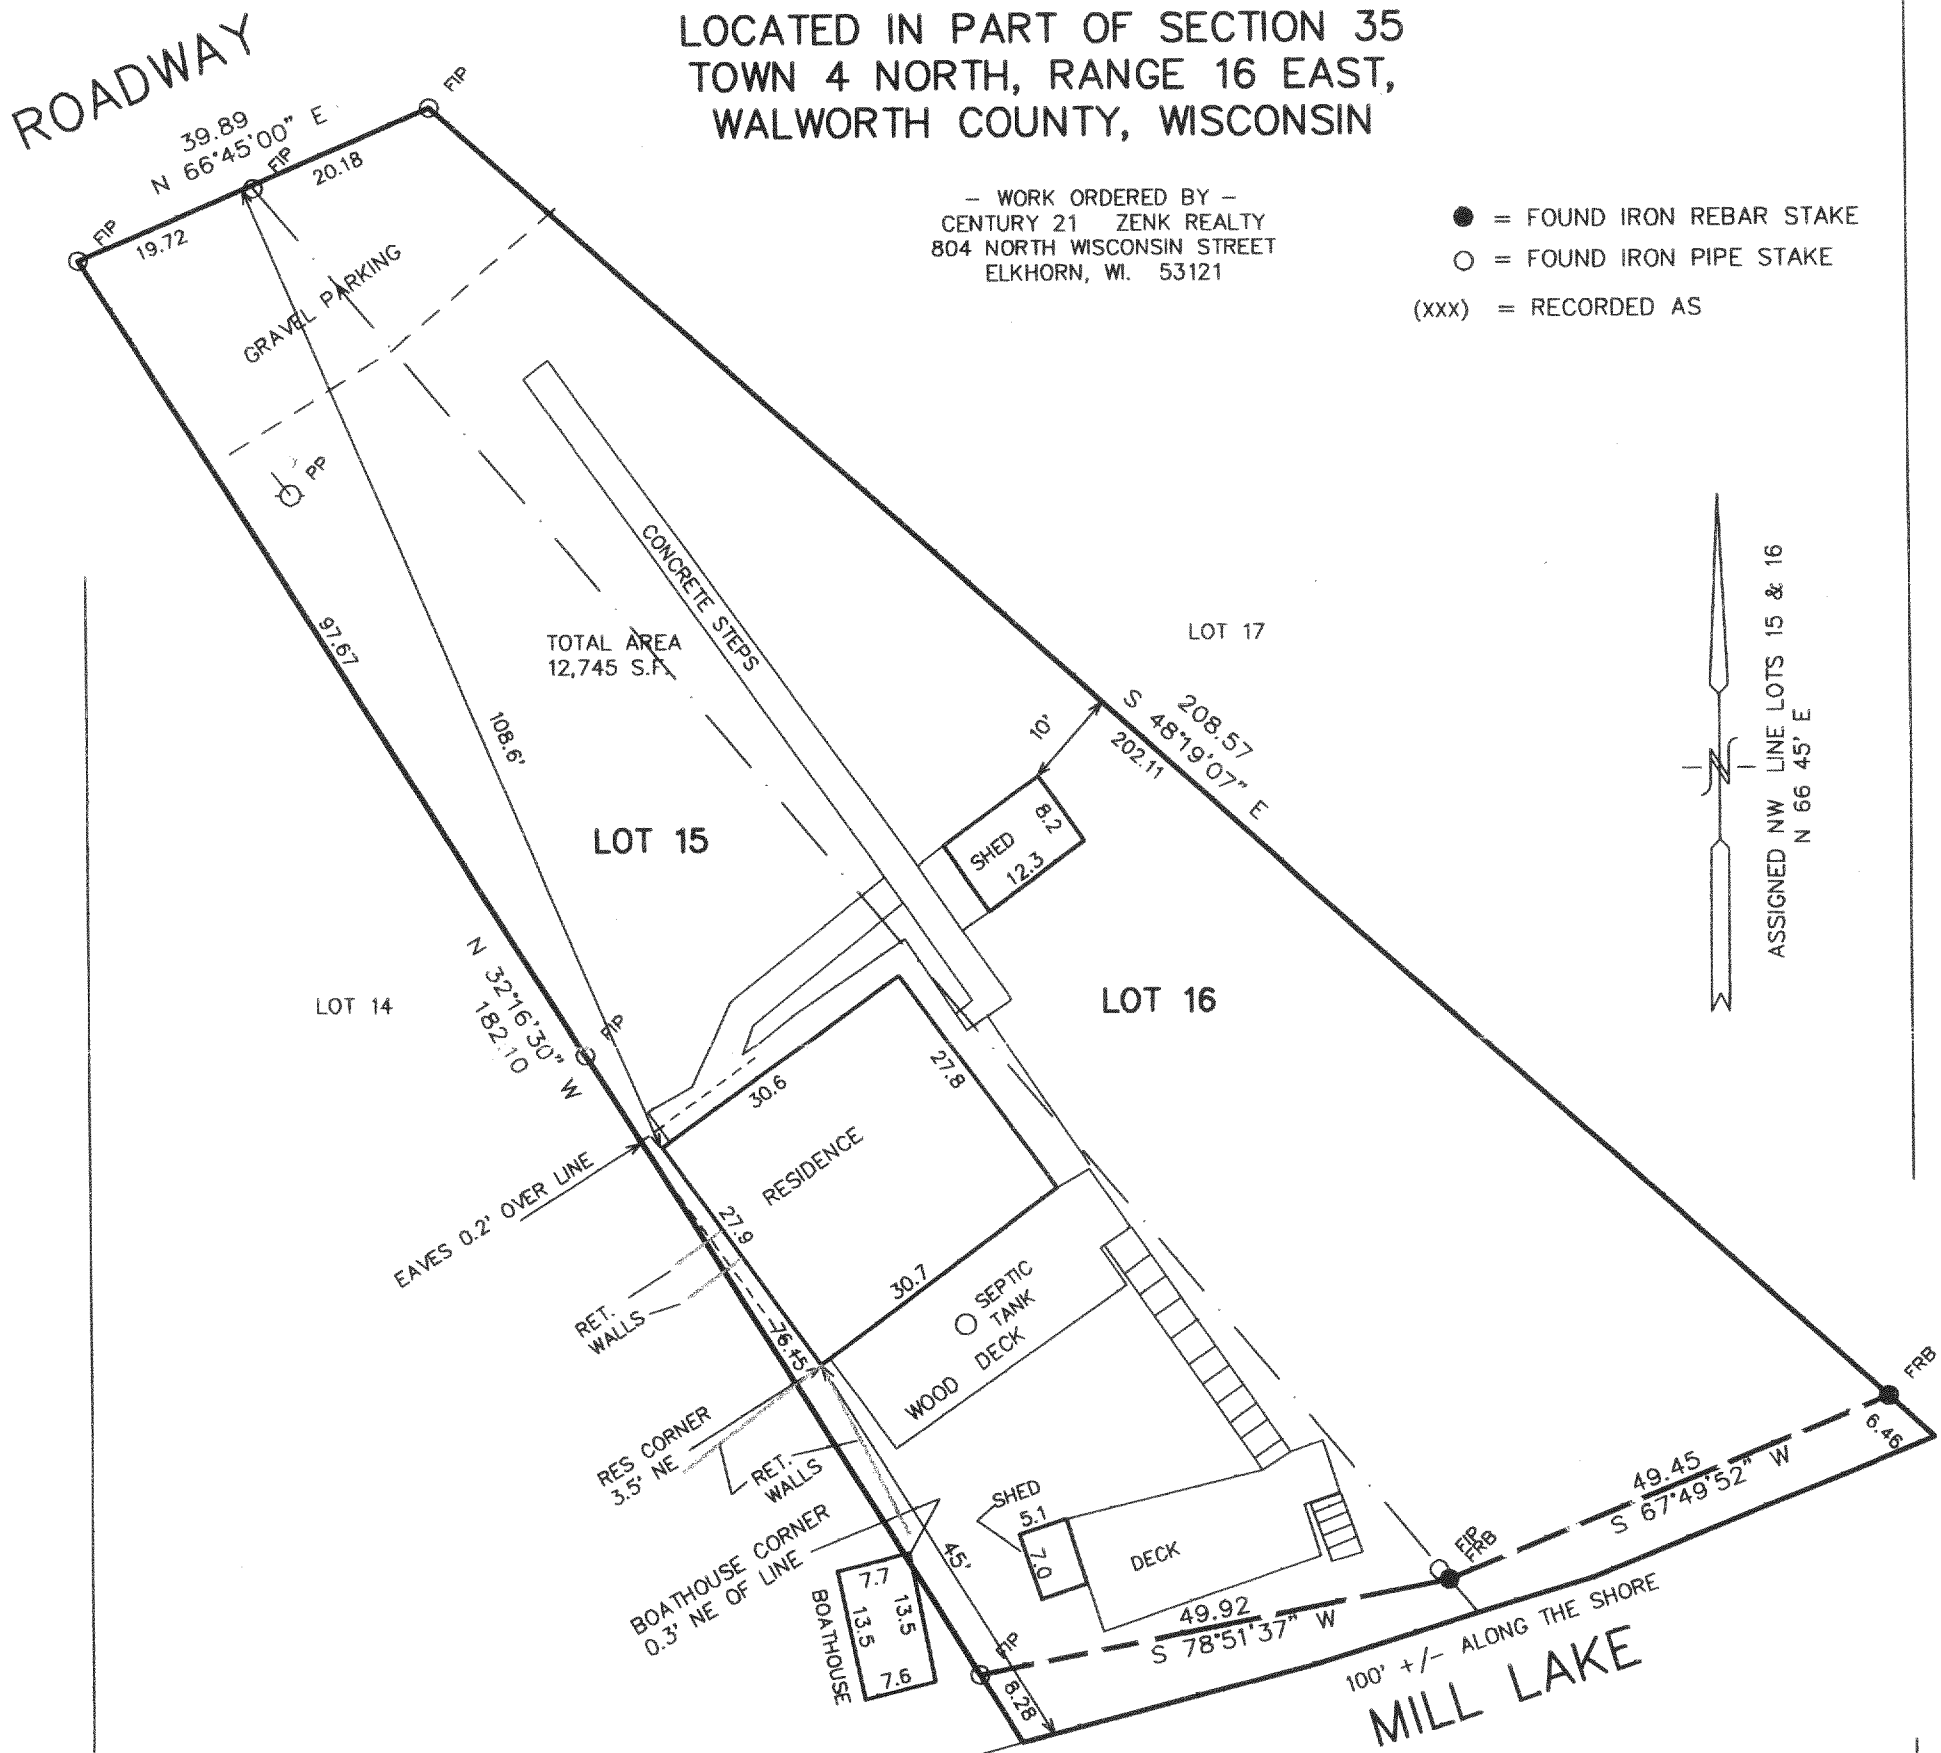 LOCATED IN PART OF SECTION 35
TOWN 4 NORTH, RANGE 16 EAST,
WALWORTH COUNTY, WISCONSIN
– WORK ORDERED BY –
CENTURY 21 ZENK REALTY
804 NORTH WISCONSIN STREET
ELKHORN, WI. 53121
= FOUND IRON REBAR STAKE
= FOUND IRON PIPE STAKE
(XXX) = RECORDED AS
ROADWAY
39.89
N 66°45'00" E
FIP
FIP
FIP
19.72
20.18
GRAVEL PARKING
PP
97.67
108.6'
CONCRETE STEPS
TOTAL AREA
12,745 S.F.
LOT 17
10'
208.57
S 48°19'07" E
202.11
ASSIGNED NW LINE LOTS 15 & 16
N 66 45' E
N
LOT 15
SHED
8.2
12.3
LOT 14
N 32°16'30" W
182.10
FIP
LOT 16
30.6
27.8
RESIDENCE
27.9
30.7
EAVES 0.2' OVER LINE
RET.
WALLS
76.15
SEPTIC
TANK
WOOD DECK
RES CORNER
3.5' NE
RET.
WALLS
BOATHOUSE CORNER
0.3' NE OF LINE
45'
SHED
5.1
7.0
DECK
7.7
13.5
13.5
7.6
BOATHOUSE
FIP
8.28
49.92
S 78°51'37" W
FIP
FRB
49.45
S 67°49'52" W
FRB
6.46
100' +/- ALONG THE SHORE
MILL LAKE